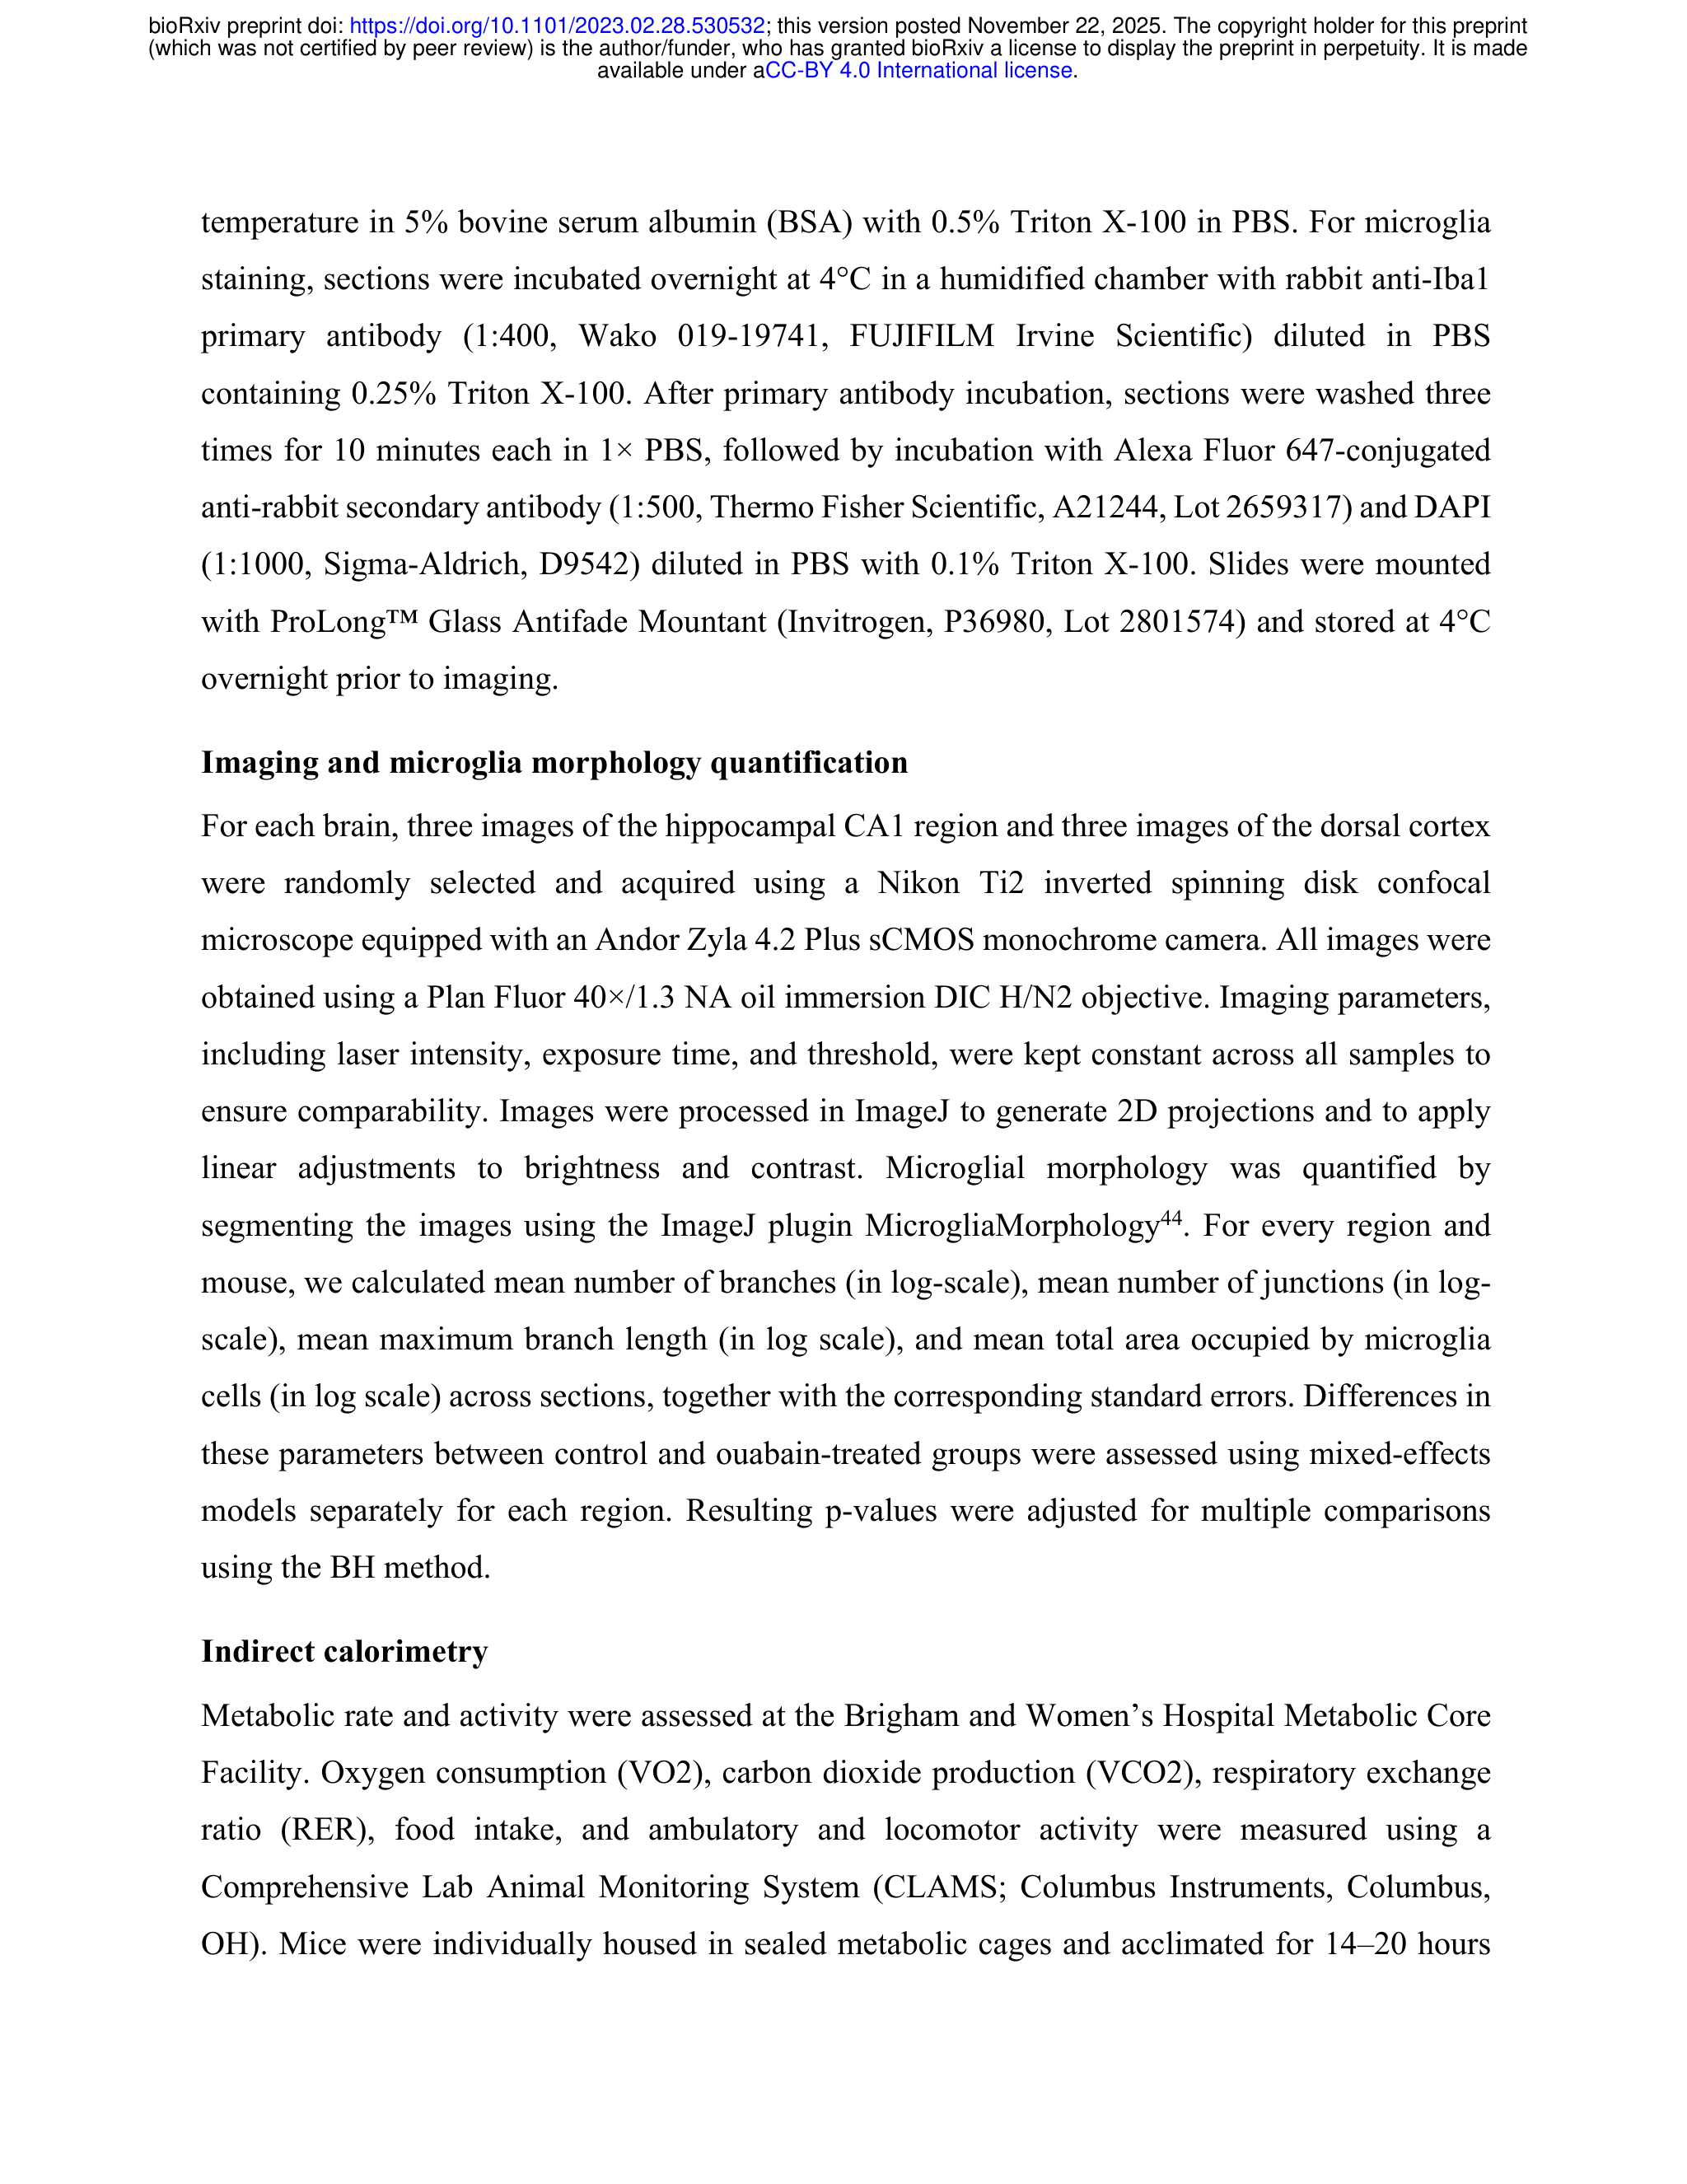 bioRxiv preprint doi: https://doi.org/10.1101/2023.02.28.530532; this version posted November 22, 2025. The copyright holder for this preprint
(which was not certified by peer review) is the author/funder, who has granted bioRxiv a license to display the preprint in perpetuity. It is made
available under aCC-BY 4.0 International license.
temperature in 5% bovine serum albumin (BSA) with 0.5% Triton X-100 in PBS. For microglia
staining, sections were incubated overnight at 4°C in a humidified chamber with rabbit anti-Iba1
primary antibody (1:400, Wako 019-19741, FUJIFILM Irvine Scientific) diluted in PBS
containing 0.25% Triton X-100. After primary antibody incubation, sections were washed three
times for 10 minutes each in 1× PBS, followed by incubation with Alexa Fluor 647-conjugated
anti-rabbit secondary antibody (1:500, Thermo Fisher Scientific, A21244, Lot 2659317) and DAPI
(1:1000, Sigma-Aldrich, D9542) diluted in PBS with 0.1% Triton X-100. Slides were mounted
with ProLong™ Glass Antifade Mountant (Invitrogen, P36980, Lot 2801574) and stored at 4°C
overnight prior to imaging.
Imaging and microglia morphology quantification
For each brain, three images of the hippocampal CA1 region and three images of the dorsal cortex
were randomly selected and acquired using a Nikon Ti2 inverted spinning disk confocal
microscope equipped with an Andor Zyla 4.2 Plus sCMOS monochrome camera. All images were
obtained using a Plan Fluor 40×/1.3 NA oil immersion DIC H/N2 objective. Imaging parameters,
including laser intensity, exposure time, and threshold, were kept constant across all samples to
ensure comparability. Images were processed in ImageJ to generate 2D projections and to apply
linear adjustments to brightness and contrast. Microglial morphology was quantified by
segmenting the images using the ImageJ plugin MicrogliaMorphology44. For every region and
mouse, we calculated mean number of branches (in log-scale), mean number of junctions (in log-
scale), mean maximum branch length (in log scale), and mean total area occupied by microglia
cells (in log scale) across sections, together with the corresponding standard errors. Differences in
these parameters between control and ouabain-treated groups were assessed using mixed-effects
models separately for each region. Resulting p-values were adjusted for multiple comparisons
using the BH method.
Indirect calorimetry
Metabolic rate and activity were assessed at the Brigham and Women’s Hospital Metabolic Core
Facility. Oxygen consumption (VO2), carbon dioxide production (VCO2), respiratory exchange
ratio (RER), food intake, and ambulatory and locomotor activity were measured using a
Comprehensive Lab Animal Monitoring System (CLAMS; Columbus Instruments, Columbus,
OH). Mice were individually housed in sealed metabolic cages and acclimated for 14–20 hours